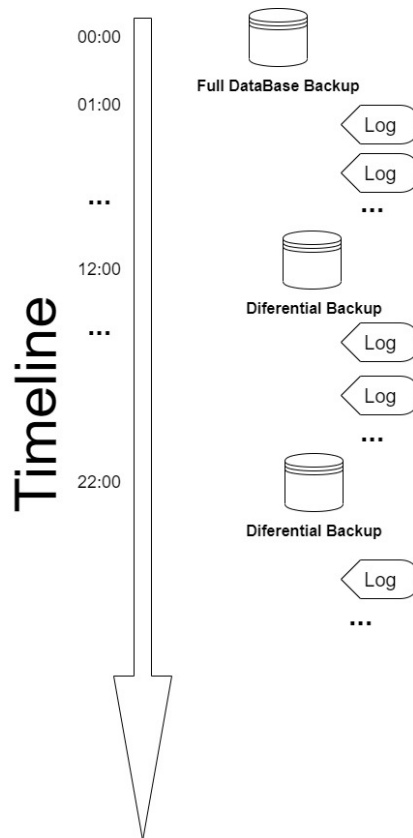 00:00
Full DataBase Backup
01:00
Log
Log
...
...
12:00
Diferential Backup
...
Log
Log
...
Timeline
22:00
Diferential Backup
Log
...